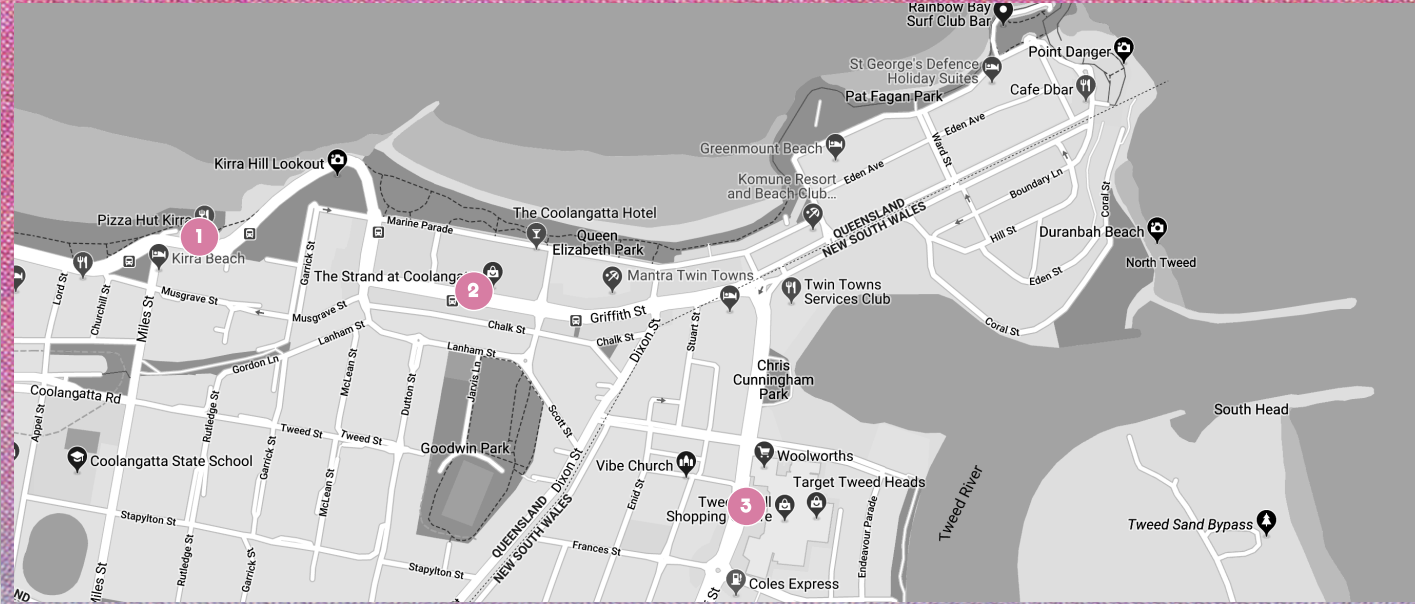 Rainbow Bay
Surf Club Bar
Point Danger
St George's Defence
Holiday Suites
Cafe Dbar
Pat Fagan Park
Eden Ave
Ward St
Greenmount Beach
Kirra Hill Lookout
Eden Ave
Komune Resort
and Beach Club...
Boundary Ln
Coral St
Pizza Hut Kirra
1
Kirra Beach
Marine Parade
The Coolangatta Hotel
Queen
Elizabeth Park
QUEENSLAND
NEW SOUTH WALES
Hill St
Duranbah Beach
North Tweed
Garrick St
The Strand at Coolanga
2
Mantra Twin Towns
Twin Towns
Services Club
Eden St
Lord St
Churchill St
Musgrave St
Miles St
Musgrave St
Lanham St
Griffith St
Chalk St
Chalk St
Dixon St
Stuart St
Coral St
Gordon Ln
Lanham St
Jarvis Ln
McLean St
Dutton St
Chris
Cunningham
Park
Coolangatta Rd
Appel St
Rutledge St
Garrick St
Tweed St
Tweed St
Scott St
South Head
Goodwin Park
Coolangatta State School
Vibe Church
Woolworths
Dixon St
Target Tweed Heads
Enid St
McLean St
3
Shopping
Tweed River
Endeavour Parade
Tweed Sand Bypass
Stapylton St
QUEENSLAND
NEW SOUTH WALES
Frances St
Rutledge St
Garrick St
Stapylton St
Miles St
Coles Express
St
ND